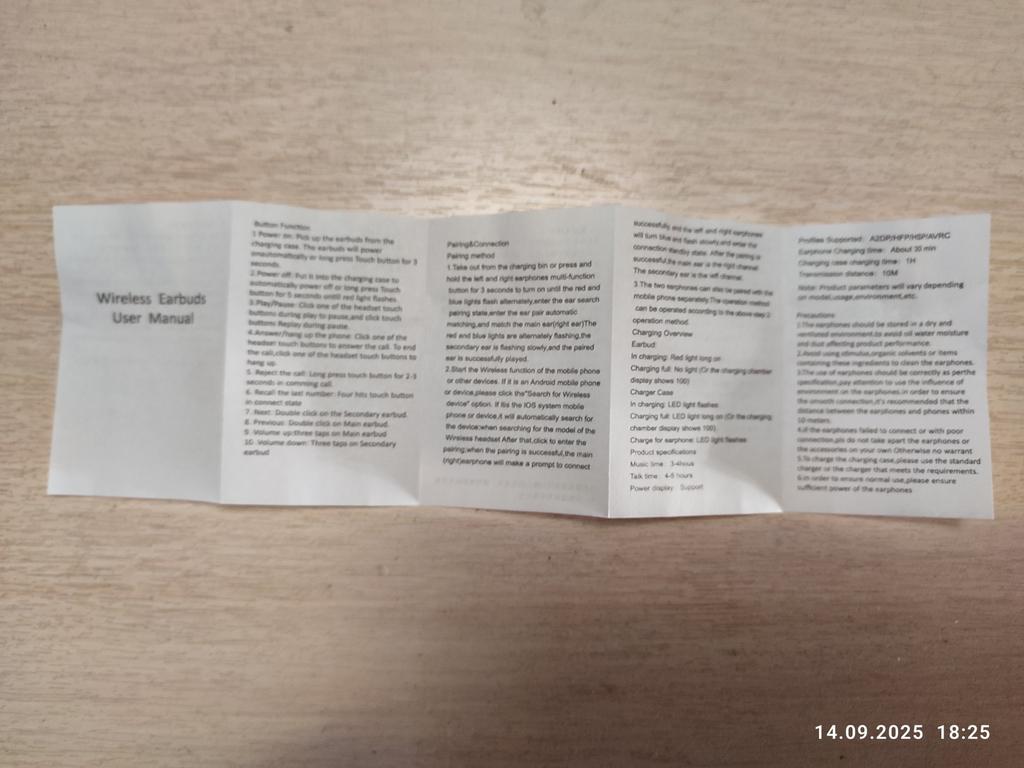 Wireless Earbuds
User Manual
Button Function
1 Power on: Pick up the earbuds from the
charging case. The earbuds will power
onautomatically or long press Touch button for 3
seconds.
2.Power off: Put it into the charging case to
automatically power off or long press Touch
button for 5 seconds until red light flashes
3.Play/Pause: Click one of the headset touch
buttons during play to pause,and click touch
buttons Replay during pause.
4.Answer/hang up the phone: Click one of the
headset touch buttons to answer the call. To end
the call,click one of the headset touch buttons to
hang up
5. Reject the call: Long press touch button for 2-3
seconds in comming call.
6. Recall the last number: Four hits touch button
in connect state
7. Next: Double click on the Secondary earbud.
8. Previous: Double click on Main earbud.
9. Volume up:three taps on Main earbud
10. Volume down: Three taps on Secondary
earbud
Pairing&Connection
Pairing method
1.Take out from the charging bin or press and
hold the left and right earphones multi-function
button for 3 seconds to turn on until the red and
blue lights flash alternately,enter the ear search
pairing state,enter the ear pair automatic
matching,and match the main ear(right ear)The
red and blue lights are alternately flashing,the
secondary ear is flashing slowly,and the paired
ear is successfully played.
2.Start the Wireless function of the mobile phone
or other devices. If it is an Android mobile phone
or device,please click the"Search for Wireless
device" option. If itis the IOS system mobile
phone or device,it will automatically search for
the device;when searching for the model of the
Wireless headset After that,click to enter the
pairing;when the pairing is successful,the main
(right)earphone will make a prompt to connect
successfully, and the left and right earphones
will turn blue and flash slowly,and enter the
connection standby state. After the pairing is
successful,the main ear is the right channel
The secondary ear is the left channel.
3.The two earphones can also be paired with the
mobile phone separately.The operation method
can be operated according to the above step 2
operation method.
Charging Overview
Earbud:
In charging: Red light long on
Charging full: No light (Or the charging chamber
display shows 100)
Charger Case
In charging: LED light flashes
Charging full: LED light long on (Or the charging
chamber display shows 100)
Charge for earphone: LED light flashes
Product specifications
Music time: 3-4hous
Talk time: 4-6 hours
Power display: Support
Profiles Supported: A2DP/HFP/HSP/AVRC
Earphone Charging time: About 30 min
Charging case charging time: 1H
Transmission distance: 10M
Note: Product parameters will vary depending
on model,usage,environment,etc.
Precautions
1.The earphones should be stored in a dry and
ventilated environment,to avoid oil water moisture
and dust affecting product performance.
2.Avoid using stimulus,organic solvents or items
containing these ingredients to clean the earphones.
3.The use of earphones should be correctly as perthe
specification,pay attention to use the influence of
environment on the earphones.in order to ensure
the smooth connection,it's recommended that the
distance between the earphones and phones within
10 meters.
4.if the earphones failed to connect or with poor
connection,pls do not take apart the earphones or
the accessories on your own Otherwise no warrant
5.To charge the charging case,please use the standard
charger or the charger that meets the requirements.
6.in order to ensure normal use,please ensure
sufficient power of the earphones
14.09.2025 18:25